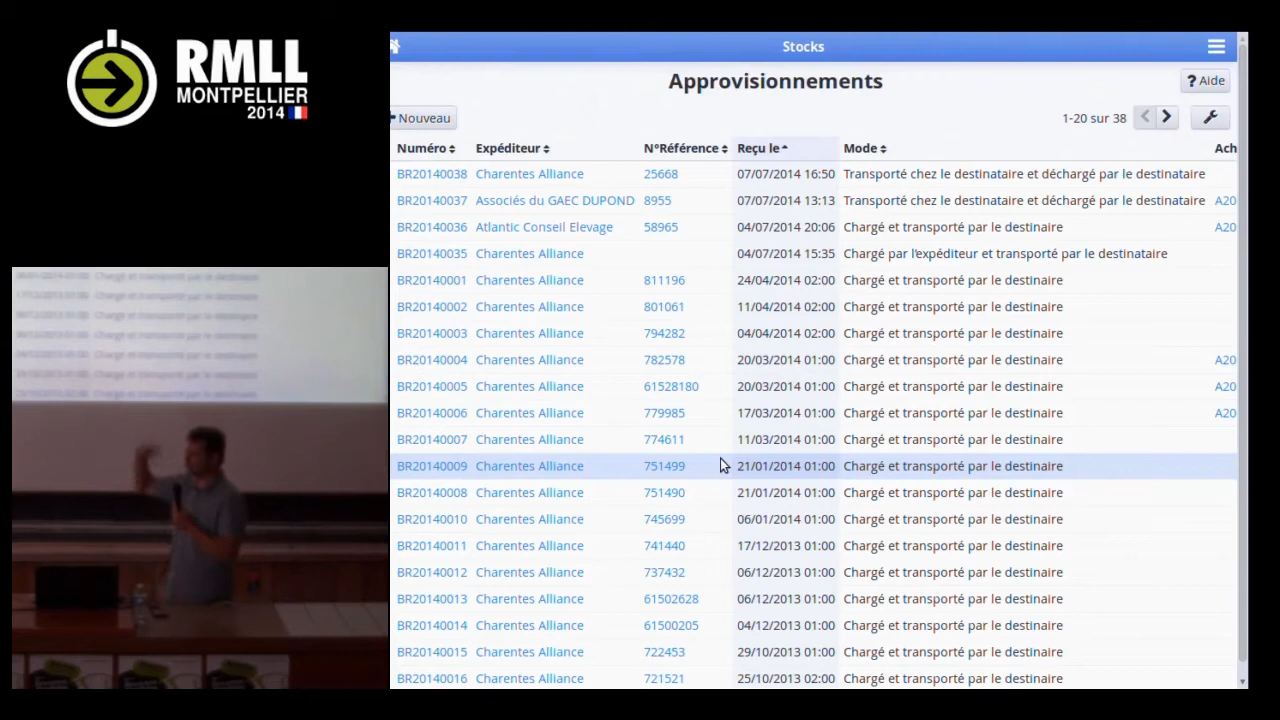 RMLL
MONTPELLIER
2014
Stocks
Approvisionnements
? Aide
Nouveau
1-20 sur 38
Numéro Expéditeur N°Référence Reçu le Mode Ach
BR20140038 Charentes Alliance 25668 07/07/2014 16:50 Transporté chez le destinataire et déchargé par le destinataire
BR20140037 Associés du GAEC DUPOND 8955 07/07/2014 13:13 Transporté chez le destinataire et déchargé par le destinataire A20
BR20140036 Atlantic Conseil Elevage 58965 04/07/2014 20:06 Chargé et transporté par le destinaire A20
BR20140035 Charentes Alliance 04/07/2014 15:35 Chargé par l'expéditeur et transporté par le destinataire
BR20140001 Charentes Alliance 811196 24/04/2014 02:00 Chargé et transporté par le destinaire
BR20140002 Charentes Alliance 801061 11/04/2014 02:00 Chargé et transporté par le destinaire
BR20140003 Charentes Alliance 794282 04/04/2014 02:00 Chargé et transporté par le destinaire
BR20140004 Charentes Alliance 782578 20/03/2014 01:00 Chargé et transporté par le destinaire A20
BR20140005 Charentes Alliance 61528180 20/03/2014 01:00 Chargé et transporté par le destinaire A20
BR20140006 Charentes Alliance 779985 17/03/2014 01:00 Chargé et transporté par le destinaire A20
BR20140007 Charentes Alliance 774611 11/03/2014 01:00 Chargé et transporté par le destinaire
BR20140009 Charentes Alliance 751499 21/01/2014 01:00 Chargé et transporté par le destinaire
BR20140008 Charentes Alliance 751490 21/01/2014 01:00 Chargé et transporté par le destinaire
BR20140010 Charentes Alliance 745699 06/01/2014 01:00 Chargé et transporté par le destinaire
BR20140011 Charentes Alliance 741440 17/12/2013 01:00 Chargé et transporté par le destinaire
BR20140012 Charentes Alliance 737432 06/12/2013 01:00 Chargé et transporté par le destinaire
BR20140013 Charentes Alliance 61502628 06/12/2013 01:00 Chargé et transporté par le destinaire
BR20140014 Charentes Alliance 61500205 04/12/2013 01:00 Chargé et transporté par le destinaire
BR20140015 Charentes Alliance 722453 29/10/2013 01:00 Chargé et transporté par le destinaire
BR20140016 Charentes Alliance 721521 25/10/2013 02:00 Chargé et transporté par le destinaire